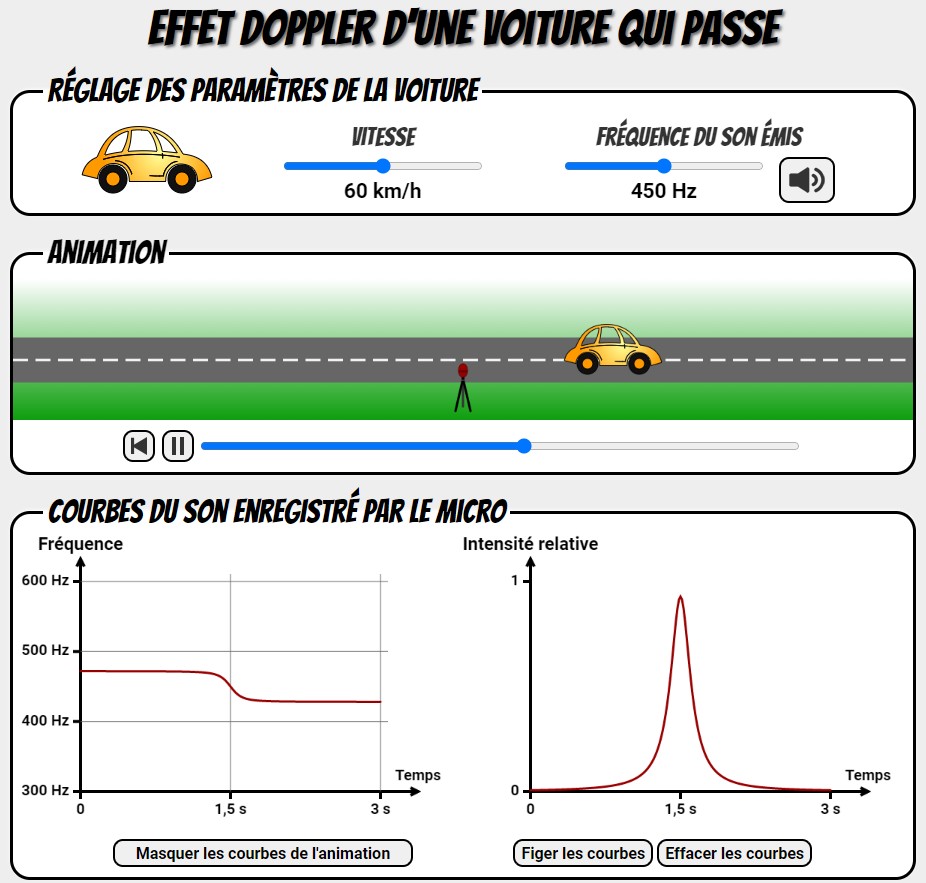 EFFET DOPPLER D'UNE VOITURE QUI PASSE
RÉGLAGE DES PARAMÈTRES DE LA VOITURE
VITESSE
60 km/h
FRÉQUENCE DU SON ÉMIS
450 Hz
ANIMATION
COURBES DU SON ENREGISTRÉ PAR LE MICRO
Fréquence
600 Hz
500 Hz
400 Hz
300 Hz
0
1,5 s
3 s
Temps
Intensité relative
1
0
0
1,5 s
3 s
Temps
Masquer les courbes de l'animation
Figer les courbes
Effacer les courbes